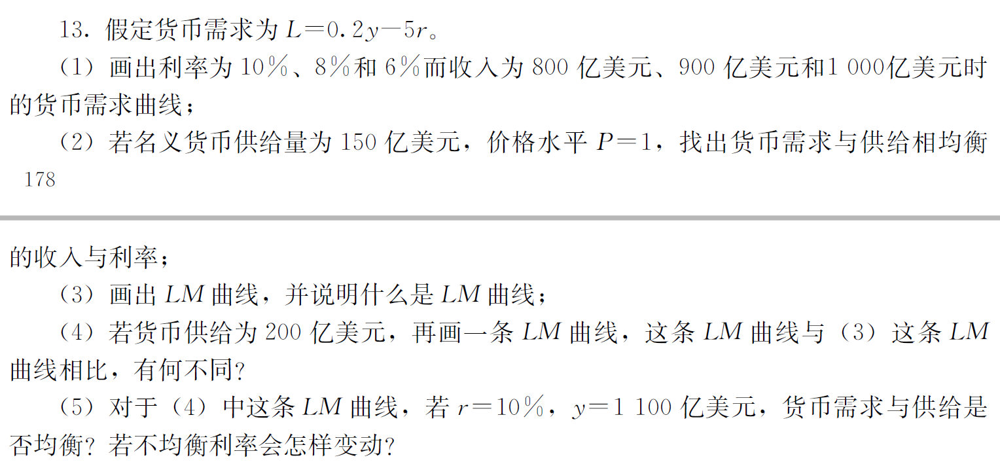 13. 假定货币需求为 L=0.2y-5r。
(1) 画出利率为 10%、8%和 6%而收入为 800 亿美元、900 亿美元和1 000亿美元时
的货币需求曲线；
(2) 若名义货币供给量为 150 亿美元，价格水平 P=1，找出货币需求与供给相均衡
178
的收入与利率；
(3) 画出 LM 曲线，并说明什么是 LM 曲线；
(4) 若货币供给为 200 亿美元，再画一条 LM 曲线，这条 LM 曲线与（3）这条 LM
曲线相比，有何不同？
(5) 对于（4）中这条 LM 曲线，若 r=10%，y=1 100 亿美元，货币需求与供给是
否均衡？若不均衡利率会怎样变动？